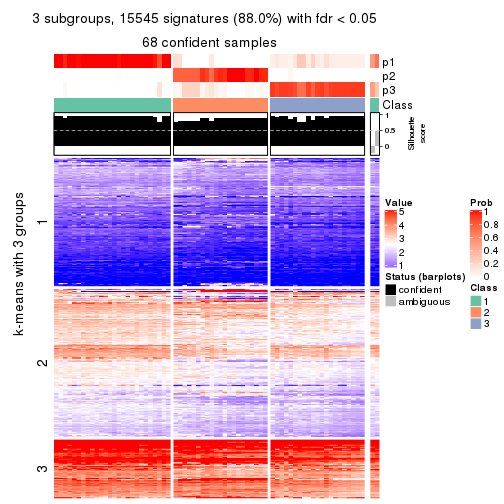 3 subgroups, 15545 signatures (88.0%) with fdr < 0.05
68 confident samples
p1
p2
p3
Class
1
0.5
0
Silhouette
score
k-means with 3 groups
1
2
3
Value
5
4
3
2
1
Status (barplots)
confident
ambiguous
Prob
1
0.8
0.6
0.4
0.2
0
Class
1
2
3